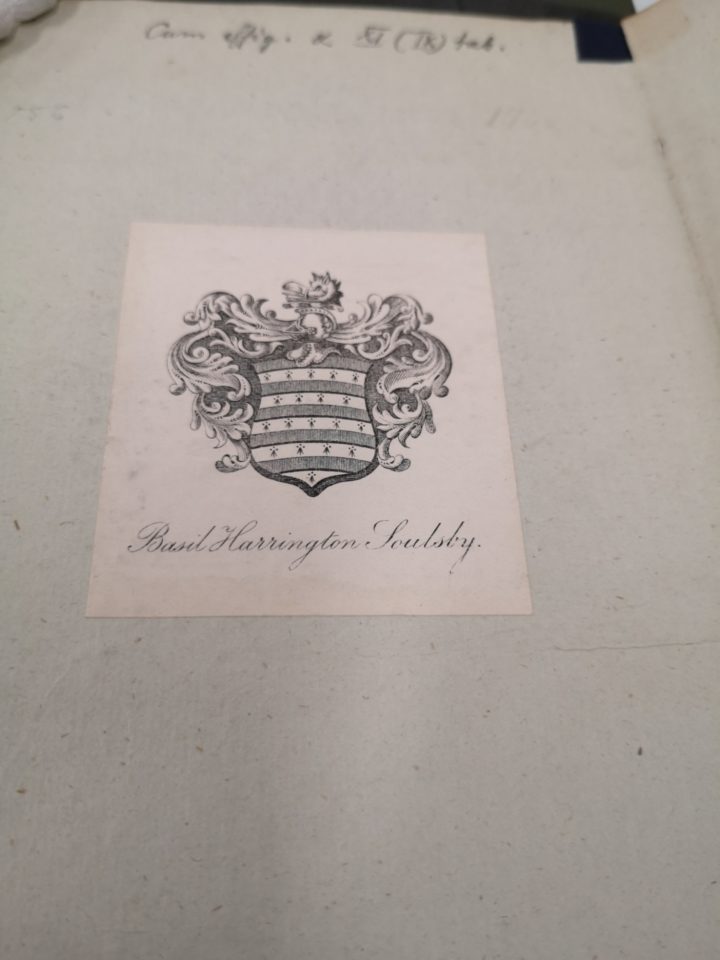 Cum effig. & XI (IX) tab.
Basil Harrington Soulsby.